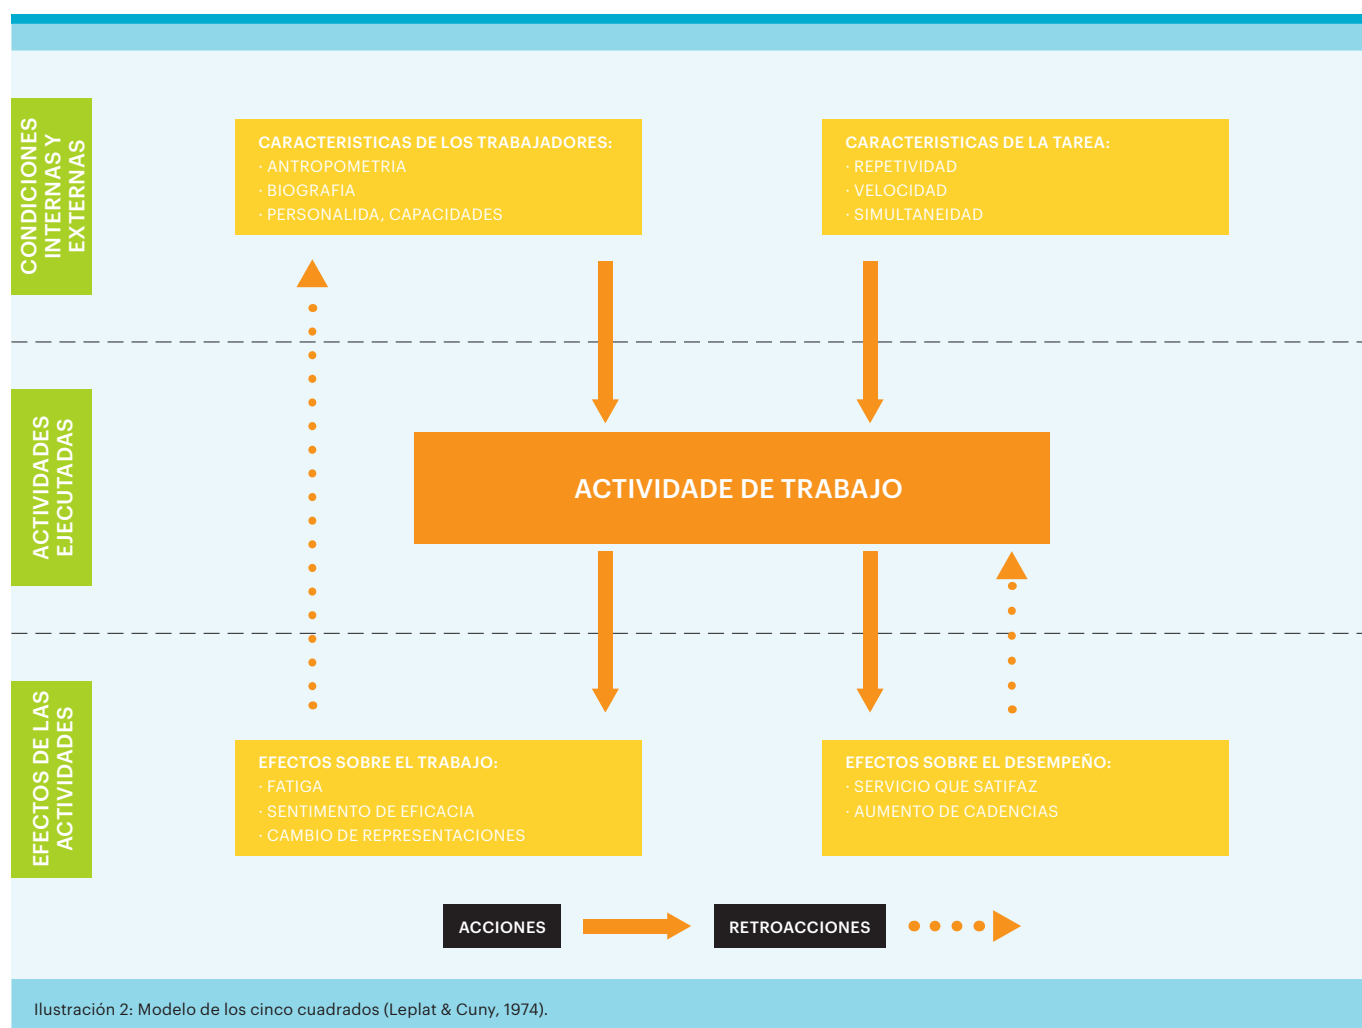 CONDICIONES
INTERNAS Y
EXTERNAS
CARACTERISTICAS DE LOS TRABAJADORES:
· ANTROPOMETRIA
· BIOGRAFIA
· PERSONALIDA, CAPACIDADES
CARACTERISTICAS DE LA TAREA:
· REPETIVIDAD
· VELOCIDAD
· SIMULTANEIDAD
ACTIVIDADES
EJECUTADAS
ACTIVIDADE DE TRABAJO
EFECTOS DE LAS
ACTIVIDADES
EFECTOS SOBRE EL TRABAJO:
· FATIGA
· SENTIMENTO DE EFICACIA
· CAMBIO DE REPRESENTACIONES
EFECTOS SOBRE EL DESEMPEÑO:
· SERVICIO QUE SATIFAZ
· AUMENTO DE CADENCIAS
ACCIONES
RETROACCIONES
Ilustración 2: Modelo de los cinco cuadrados (Leplat & Cuny, 1974).